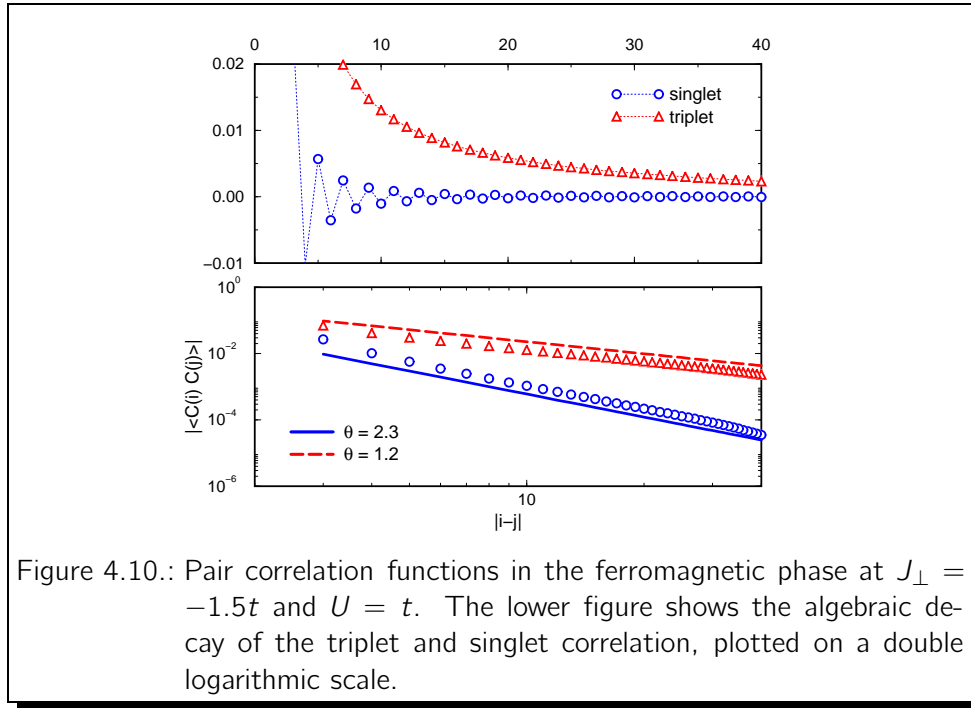 0 10 20 30 40
0.02
0.01
0.00
−0.01
singlet
triplet
10⁰
10⁻²
10⁻⁴
10⁻⁶
|<C(i) C(j)>|
θ = 2.3
θ = 1.2
10
|i−j|
Figure 4.10.: Pair correlation functions in the ferromagnetic phase at J⊥ =
−1.5t and U = t. The lower figure shows the algebraic de-
cay of the triplet and singlet correlation, plotted on a double
logarithmic scale.